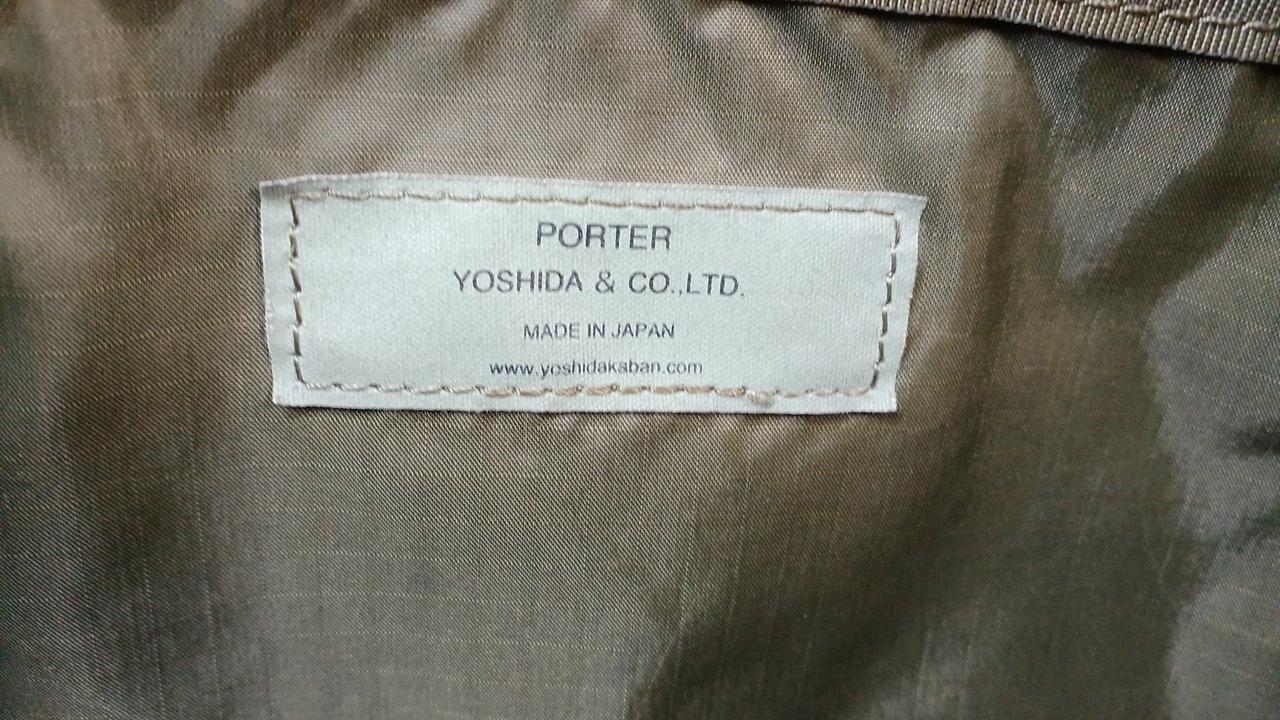 PORTER
YOSHIDA & CO.,LTD.
MADE IN JAPAN
www.yoshidakaban.com